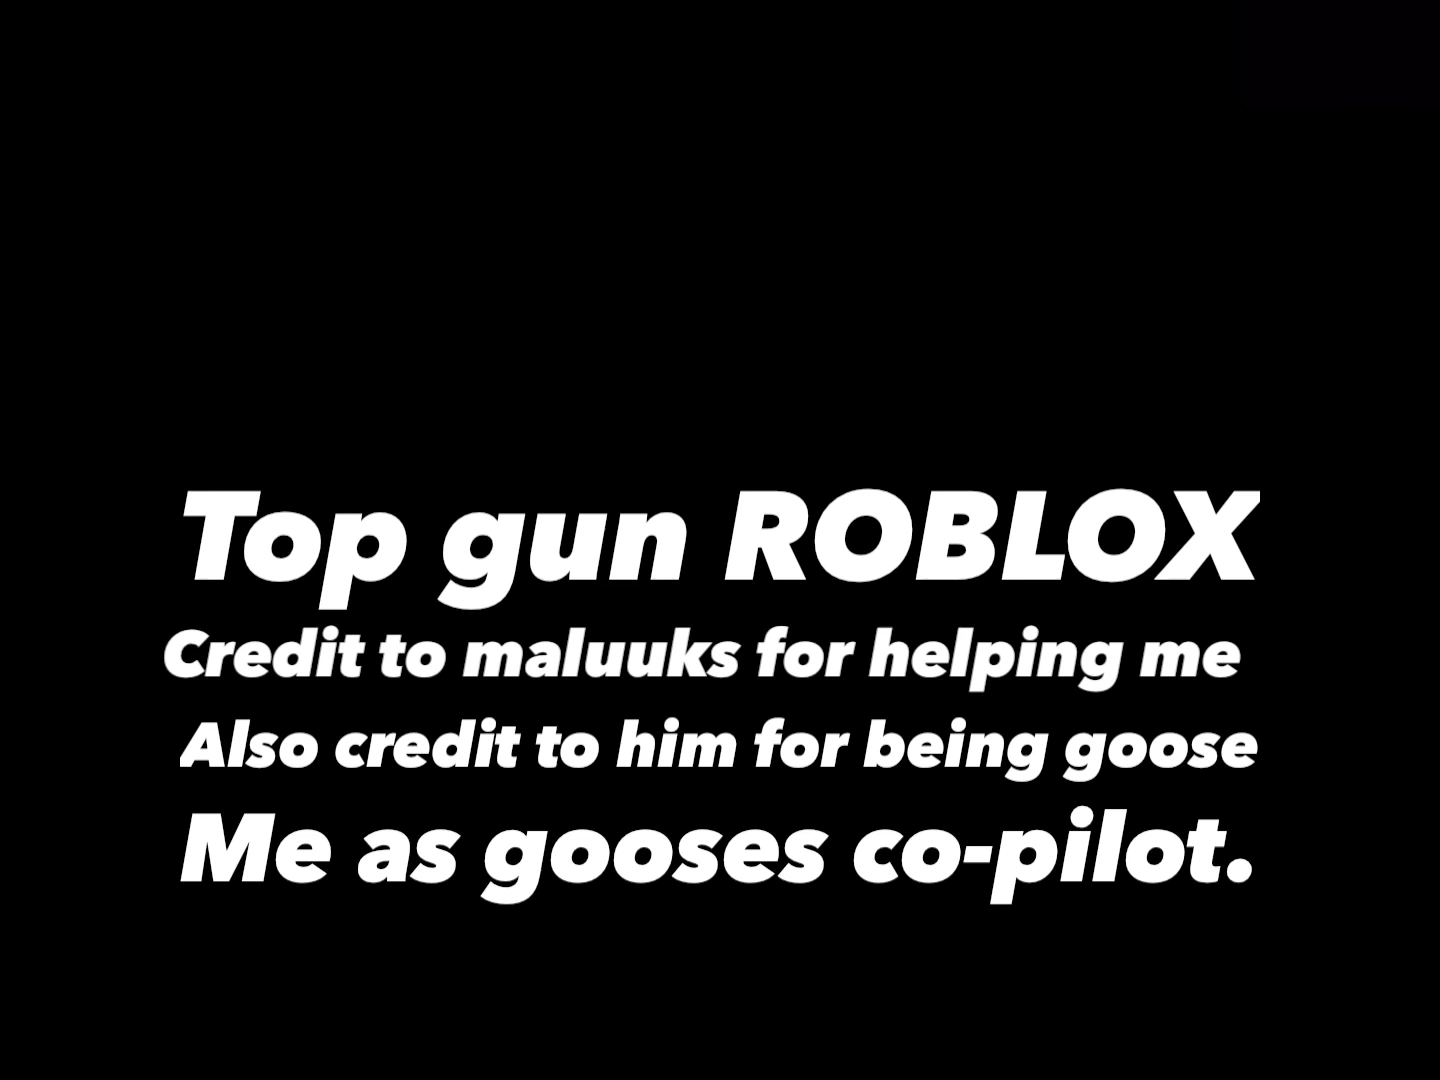 Top gun ROBLOX
Credit to maluuks for helping me
Also credit to him for being goose
Me as gooses co-pilot.